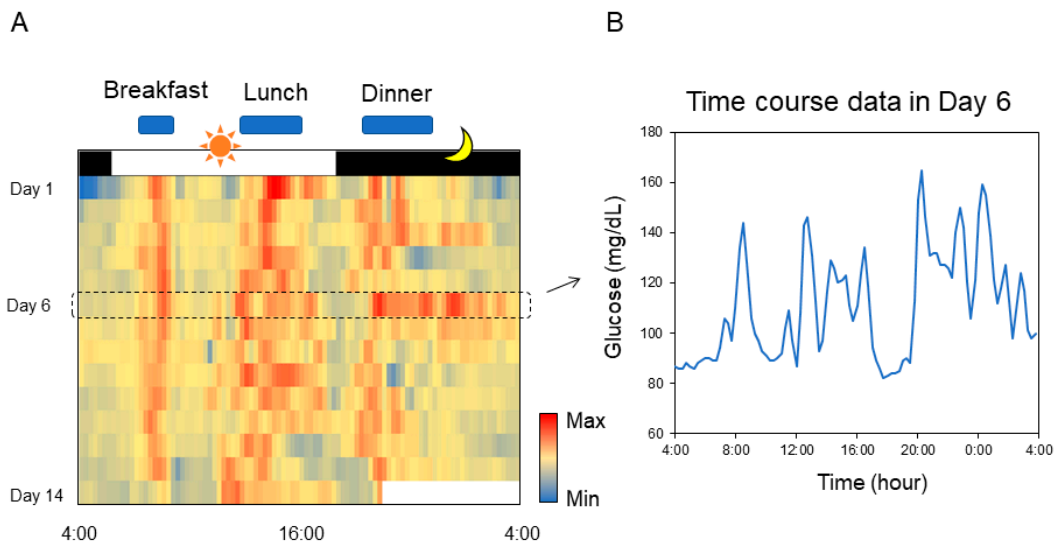 A
B
Breakfast
Lunch
Dinner
Day 1
Day 6
Day 14
4:00
16:00
4:00
Max
Min
Time course data in Day 6
Glucose (mg/dL)
180
160
140
120
100
80
60
4:00
8:00
12:00
16:00
20:00
0:00
4:00
Time (hour)